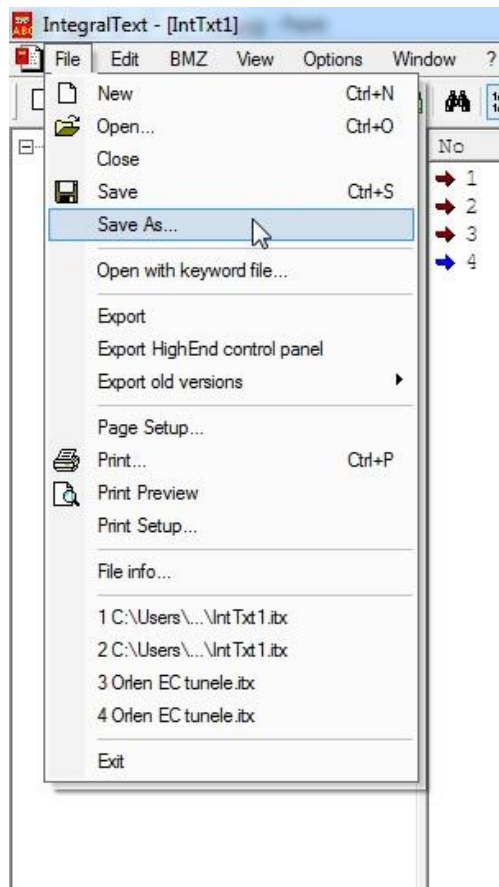 IntegralText - [IntTxt1]
File Edit BMZ View Options Window ?
New Ctrl+N
Open... Ctrl+O
Close
Save Ctrl+S
Save As...
Open with keyword file...
Export
Export HighEnd control panel
Export old versions
Page Setup...
Print... Ctrl+P
Print Preview
Print Setup...
File info...
1 C:\Users\...\IntTxt1.itx
2 C:\Users\...\IntTxt1.itx
3 Orlen EC tunele.itx
4 Orlen EC tunele.itx
Exit
No
1
2
3
4